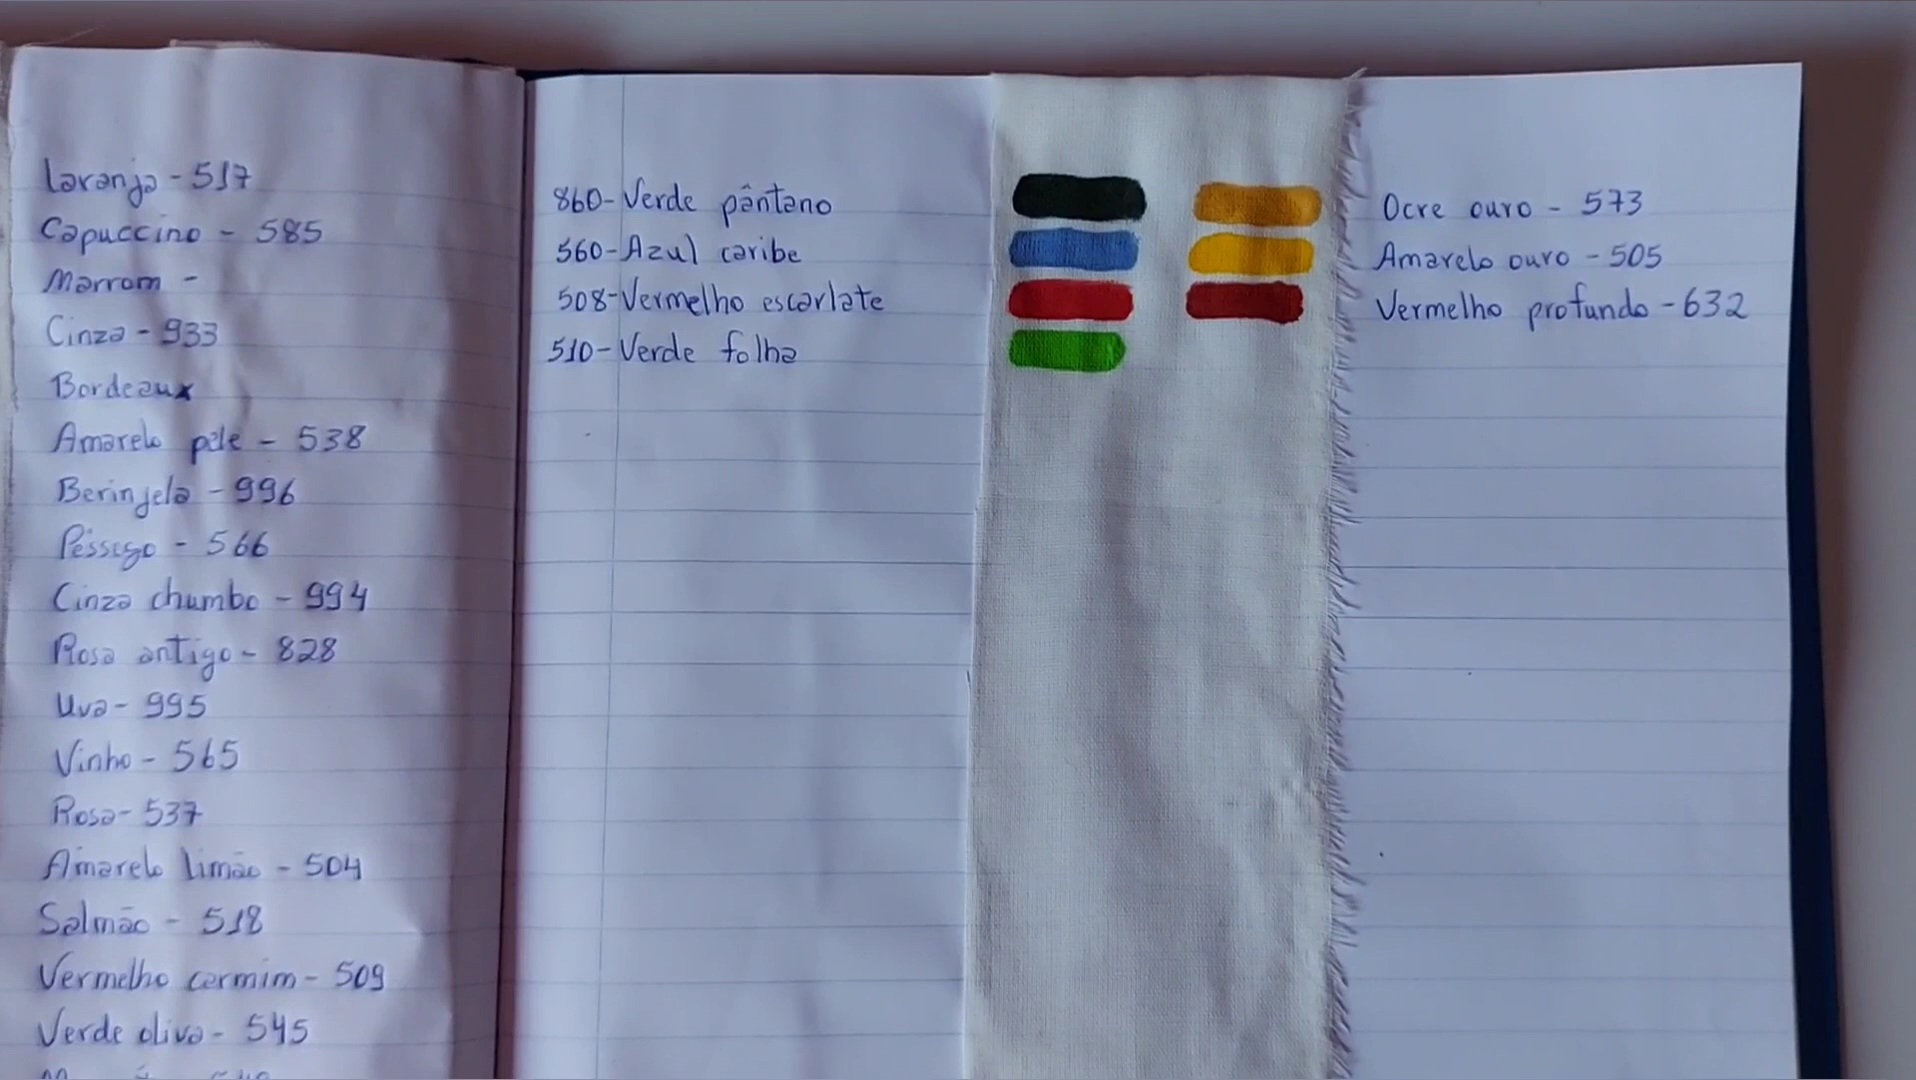 Laranja - 517
Capuccino - 585
Marrom -
Cinza - 933
Bordeaux
Amarelo pele - 538
Berinjela - 996
Pêssego - 566
Cinza chumbo - 994
Rosa antigo - 828
Uva - 995
Vinho - 565
Rosa - 537
Amarelo limão - 504
Salmão - 518
Vermelho carmim - 509
Verde oliva - 545
860-Verde pântano
560-Azul caribe
508-Vermelho escarlate
510-Verde folha
Ocre ouro - 573
Amarelo ouro - 505
Vermelho profundo - 632